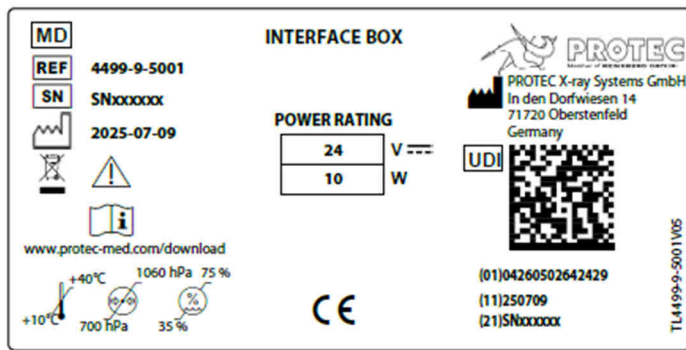 MD
INTERFACE BOX
PROTEC
REF 4499-9-5001
SN SNxxxxxx
2025-07-09
PROTEC X-ray Systems GmbH
In den Dorfwiesen 14
71720 Oberstenfeld
Germany
POWER RATING
24 V
10 W
UDI
i
www.protec-med.com/download
+40°C
+10°C
1060 hPa
700 hPa
75 %
%
35 %
CE
(01)04260502642429
(11)250709
(21)SNxxxxxx
TL4499-9-5001V05